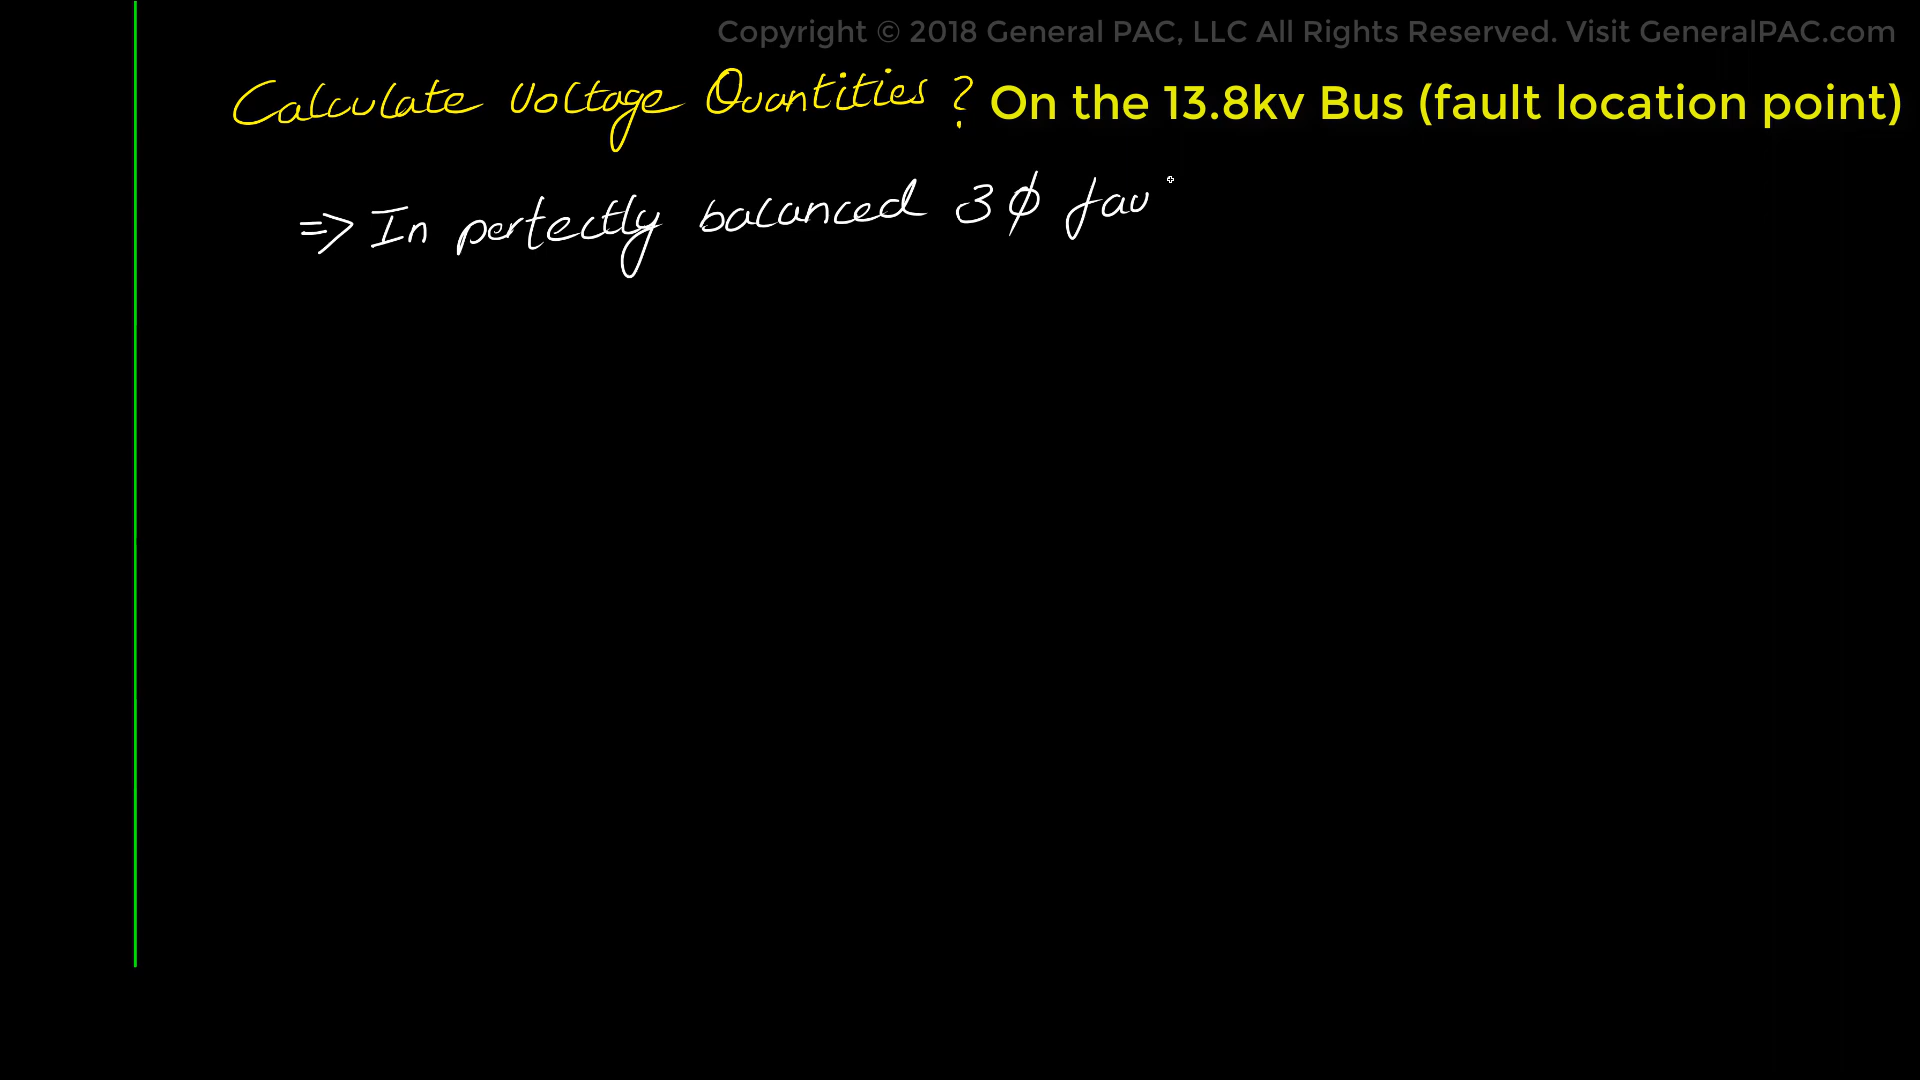 Copyright © 2018 General PAC, LLC All Rights Reserved. Visit GeneralPAC.com
Calculate Voltage Quantities ? On the 13.8kv Bus (fault location point)
=> In perfectly balanced 3ϕ fau